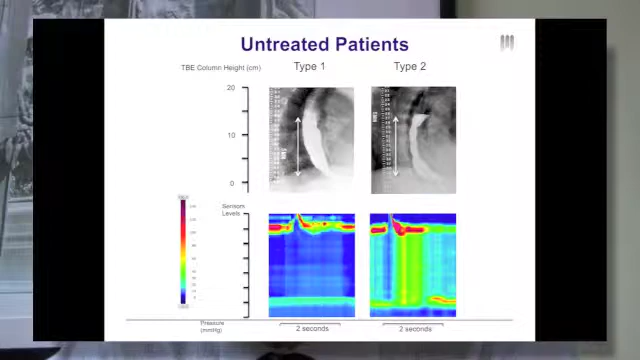 Untreated Patients
TBE Column Height (cm)
Type 1
Type 2
20
10
0
Sensors
Levels
Pressure
(mmHg)
2 seconds
2 seconds